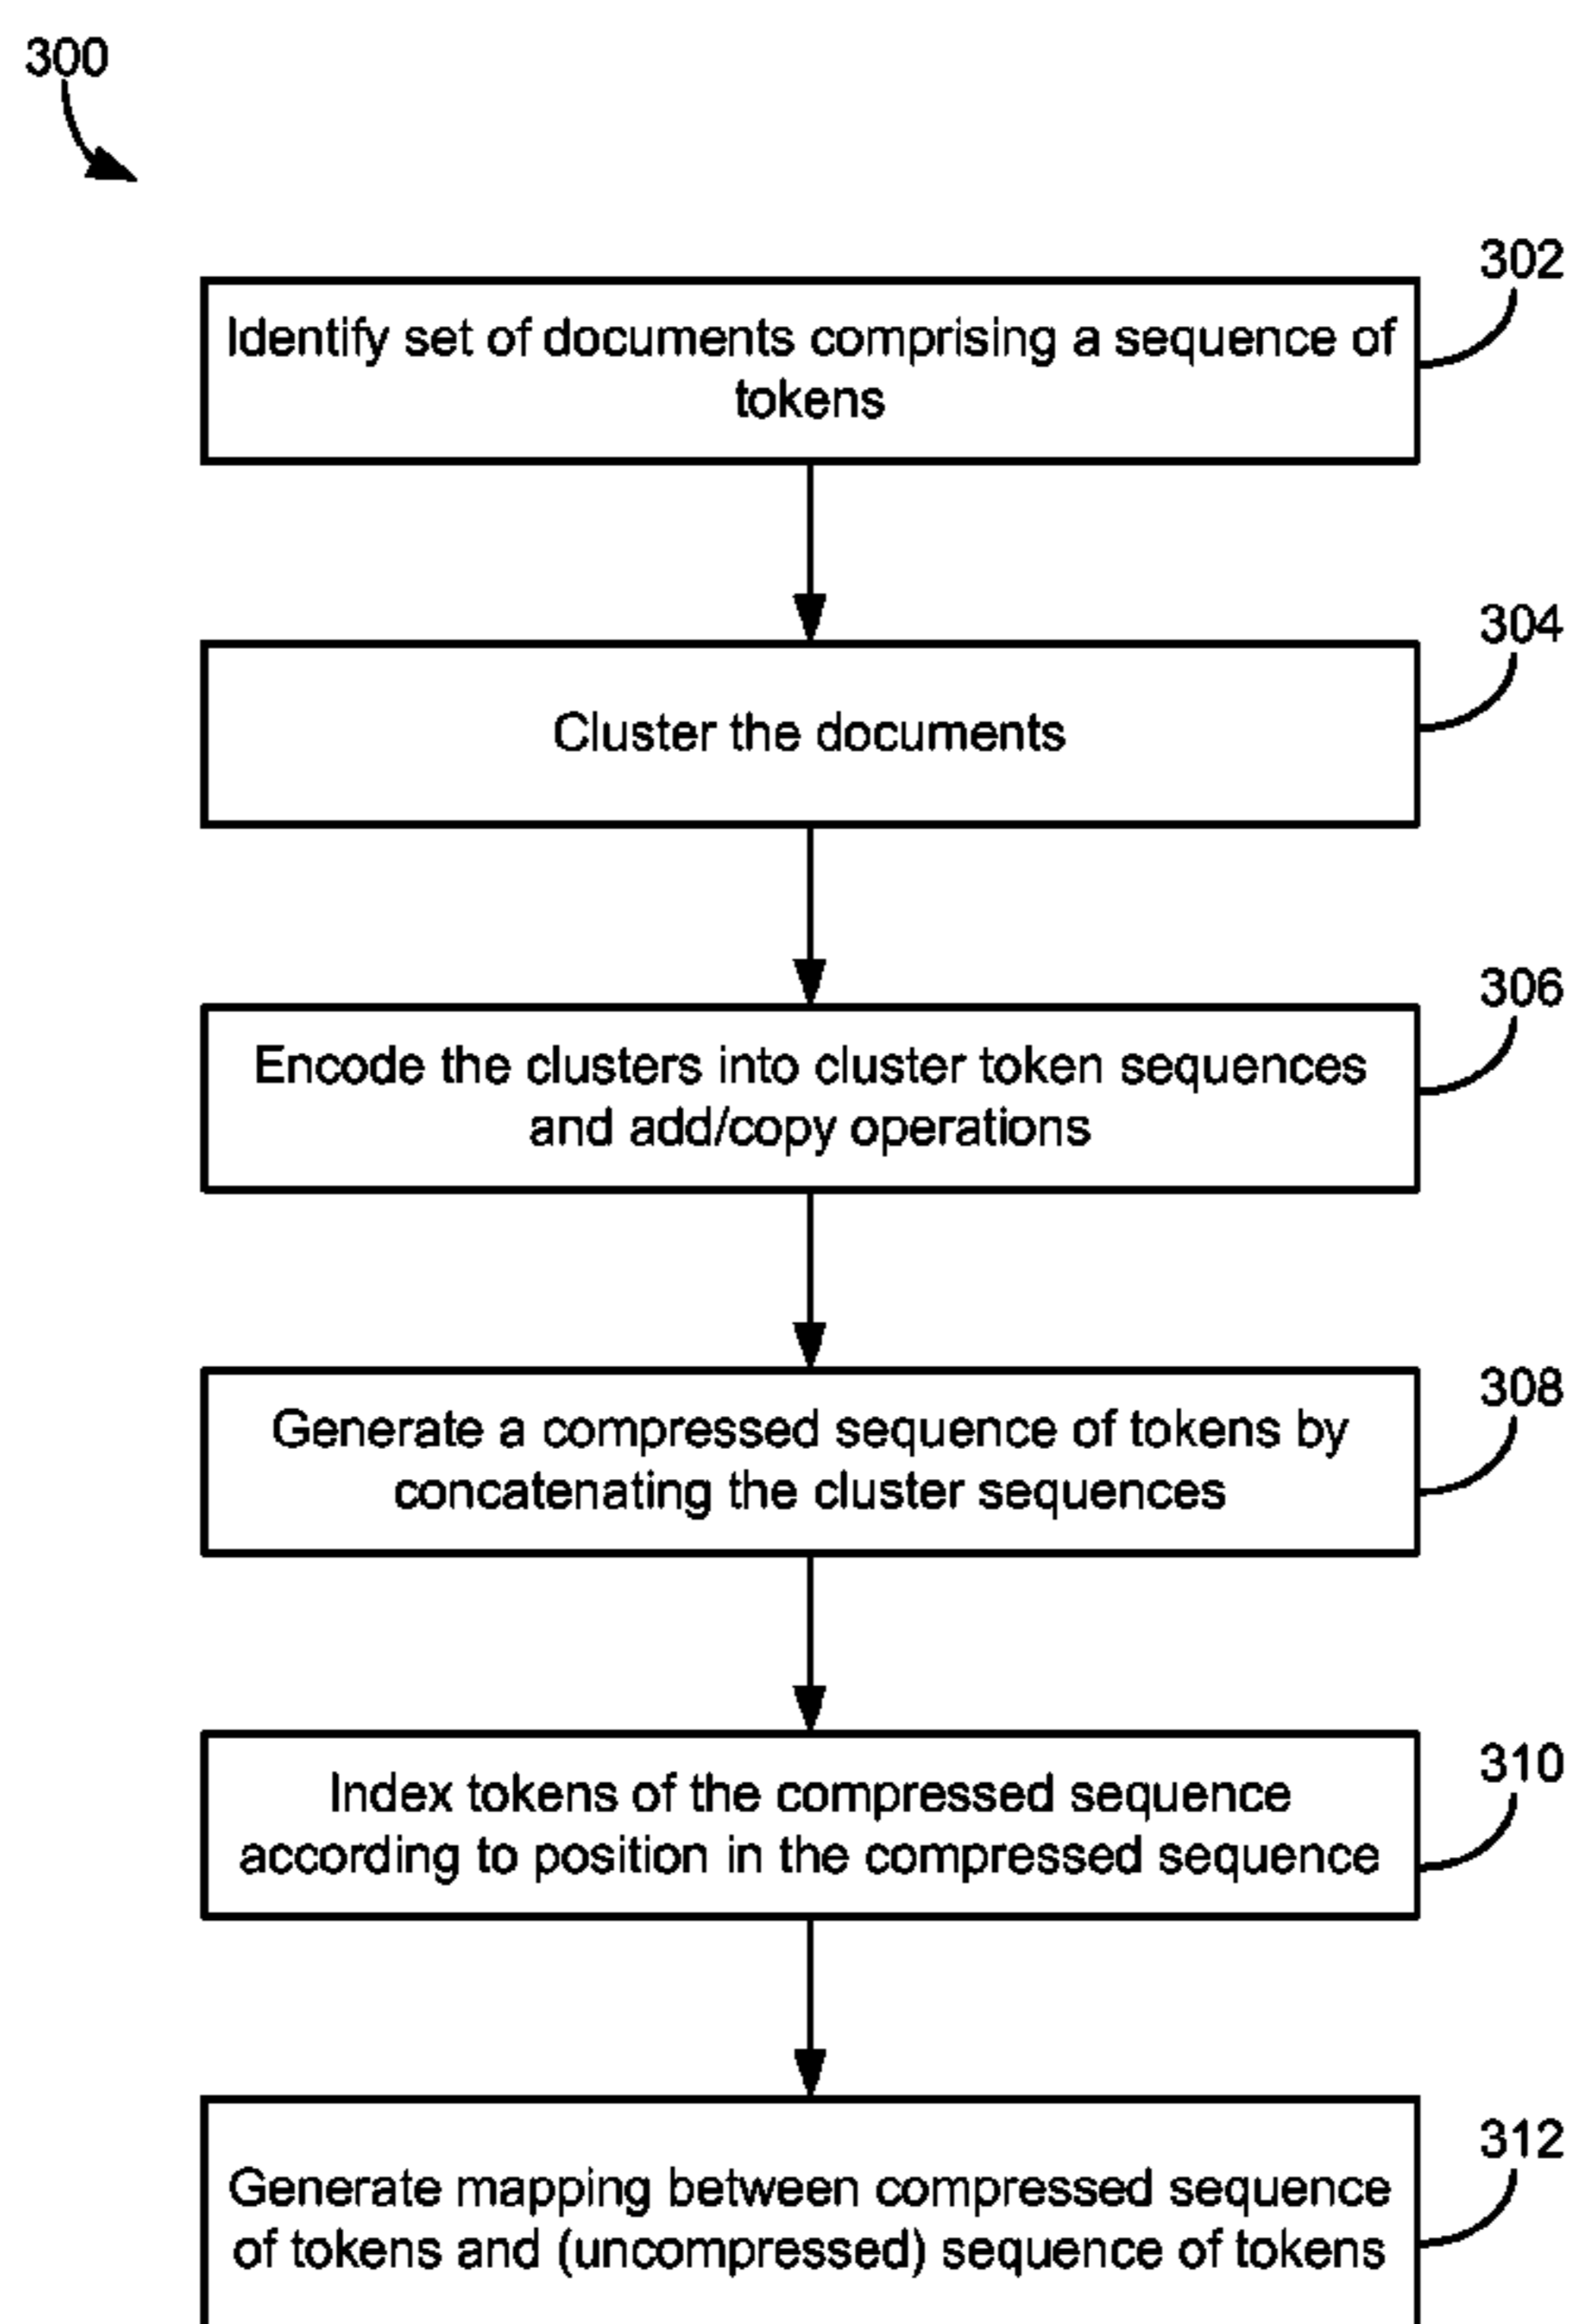 300
302
Identify set of documents comprising a sequence of
tokens
304
Cluster the documents
306
Encode the clusters into cluster token sequences
and add/copy operations
308
Generate a compressed sequence of tokens by
concatenating the cluster sequences
310
Index tokens of the compressed sequence
according to position in the compressed sequence
312
Generate mapping between compressed sequence
of tokens and (uncompressed) sequence of tokens